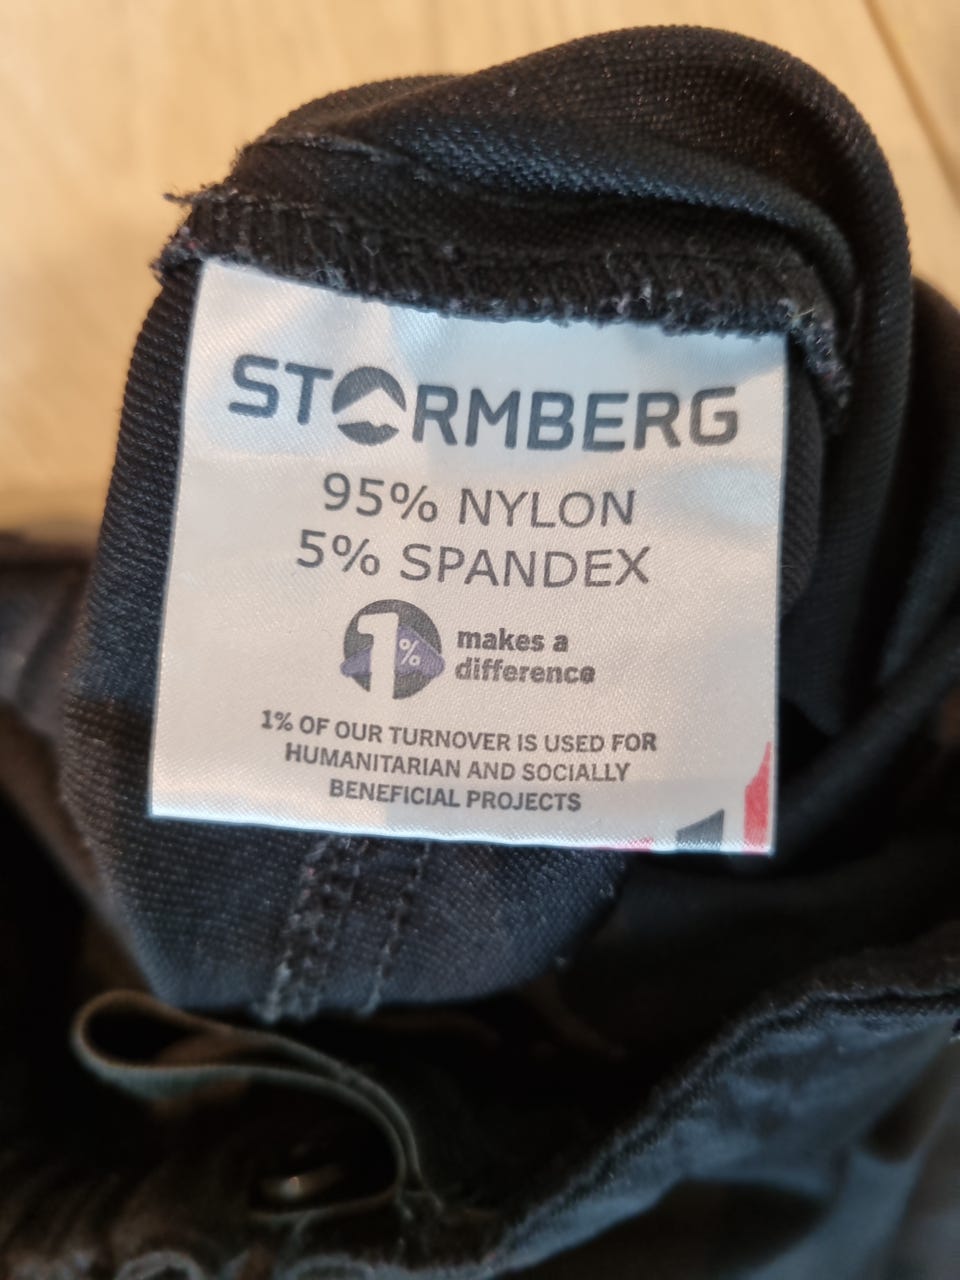 STORMBERG
95% NYLON
5% SPANDEX
1%
makes a
difference
1% OF OUR TURNOVER IS USED FOR
HUMANITARIAN AND SOCIALLY
BENEFICIAL PROJECTS